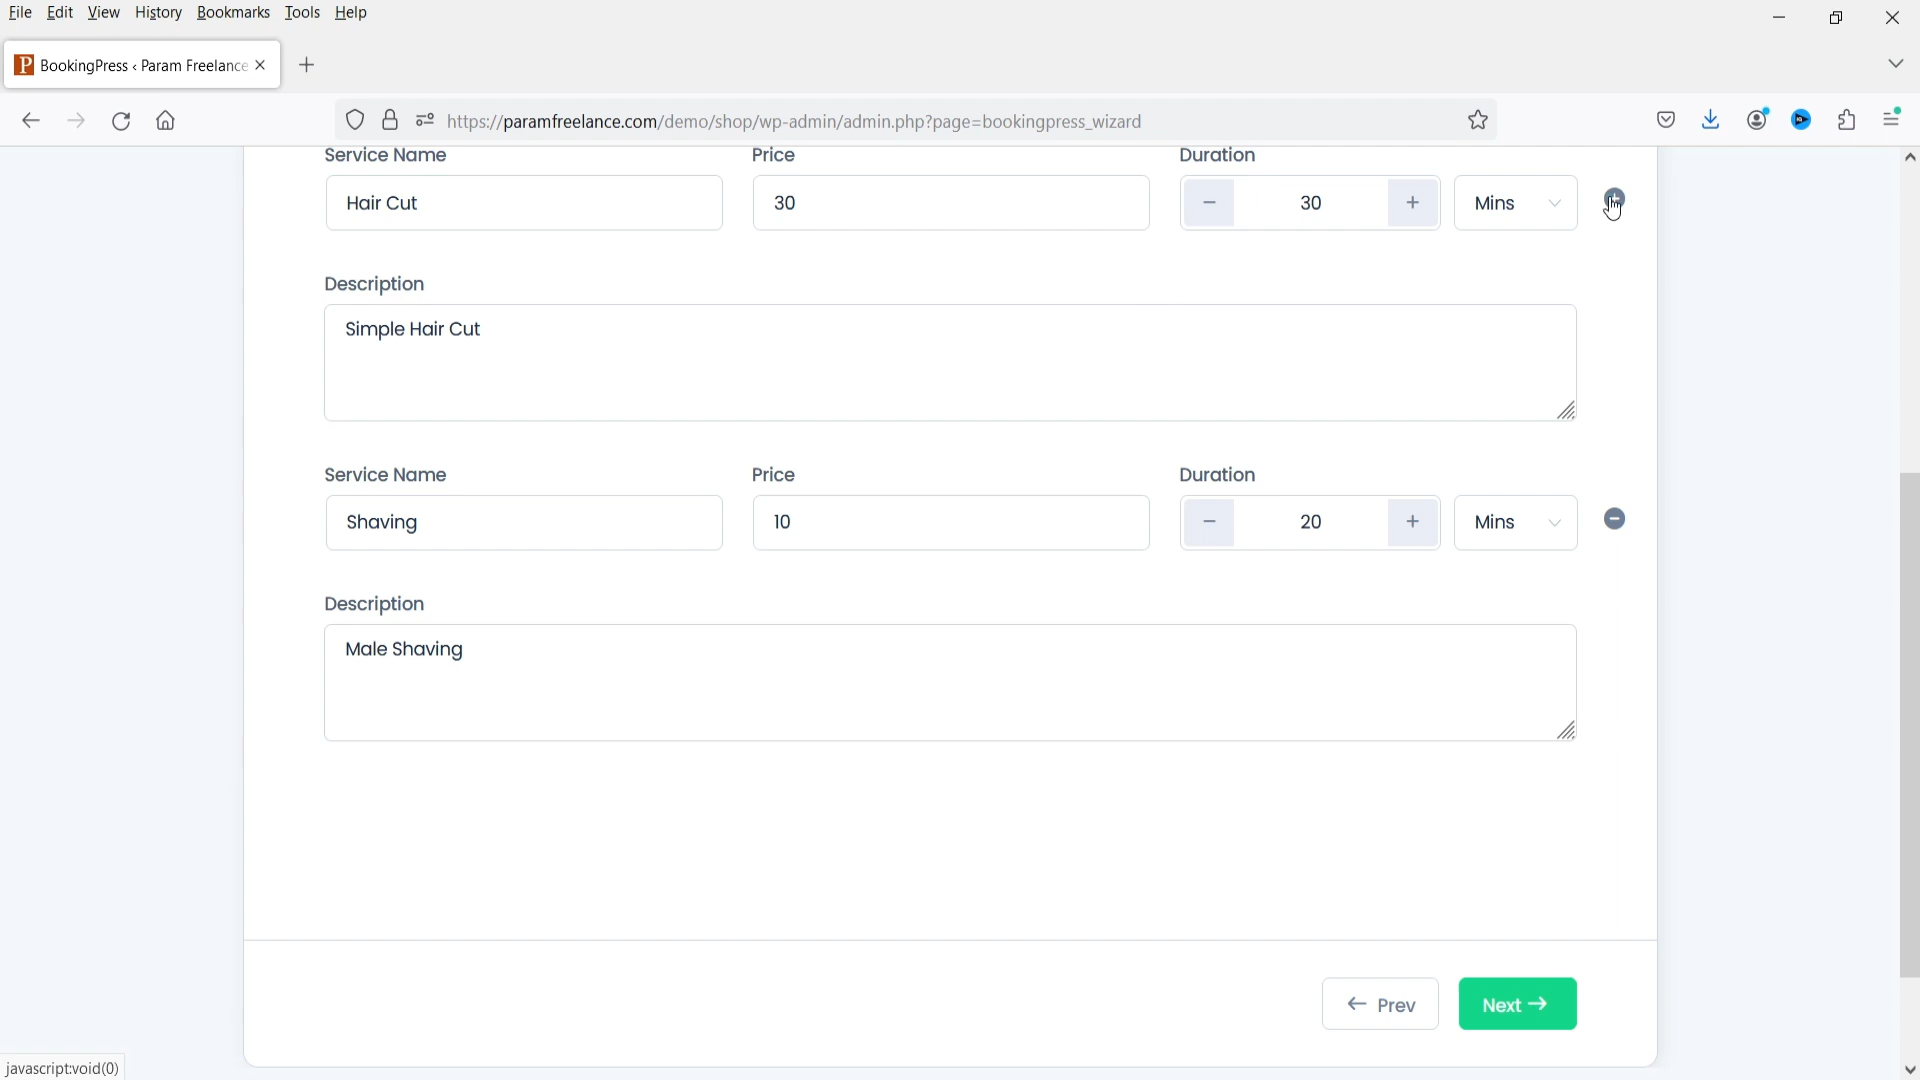 File Edit View History Bookmarks Tools Help
BookingPress ‹ Param Freelance
https://paramfreelance.com/demo/shop/wp-admin/admin.php?page=bookingpress_wizard
Service Name Price Duration
Hair Cut 30 − 30 + Mins
Description
Simple Hair Cut
Service Name Price Duration
Shaving 10 − 20 + Mins
Description
Male Shaving
← Prev Next →
javascript:void(0)